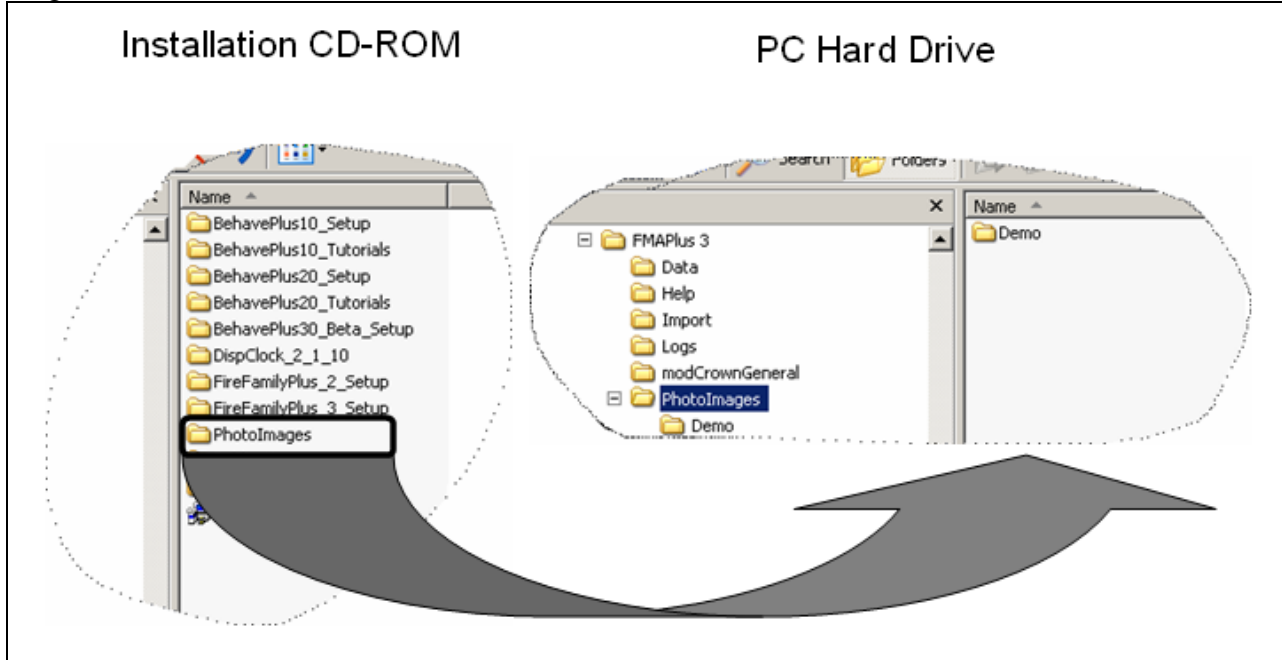 Installation CD-ROM
PC Hard Drive
Name
BehavePlus10_Setup
BehavePlus10_Tutorials
BehavePlus20_Setup
BehavePlus20_Tutorials
BehavePlus30_Beta_Setup
DispClock_2_1_10
FireFamilyPlus_2_Setup
FireFamilyPlus_3_Setup
PhotoImages
Search
Folders
FMAPlus 3
Data
Help
Import
Logs
modCrownGeneral
PhotoImages
Demo
Name
Demo